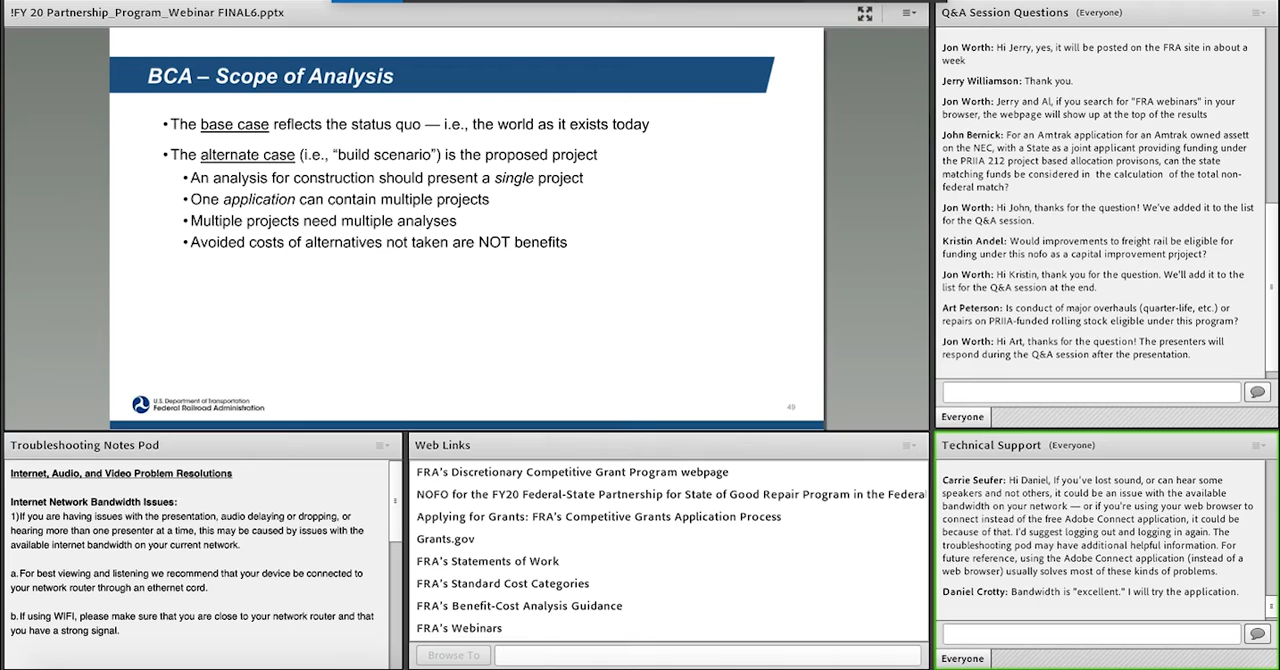 !FY 20 Partnership_Program_Webinar FINAL6.pptx
BCA – Scope of Analysis
•The base case reflects the status quo — i.e., the world as it exists today
•The alternate case (i.e., “build scenario”) is the proposed project
•An analysis for construction should present a single project
•One application can contain multiple projects
•Multiple projects need multiple analyses
•Avoided costs of alternatives not taken are NOT benefits
U.S. Department of Transportation
Federal Railroad Administration
49
Q&A Session Questions (Everyone)
Jon Worth: Hi Jerry, yes, it will be posted on the FRA site in about a
week
Jerry Williamson: Thank you.
Jon Worth: Jerry and Al, if you search for "FRA webinars" in your
browser, the webpage will show up at the top of the results
John Bernick: For an Amtrak application for an Amtrak owned assett
on the NEC, with a State as a joint applicant providing funding under
the PRIIA 212 project based allocation provisons, can the state
matching funds be considered in the calculation of the total non-
federal match?
Jon Worth: Hi John, thanks for the question! We've added it to the list
for the Q&A session.
Kristin Andel: Would improvements to freight rail be eligible for
funding under this nofo as a capital improvement prjoject?
Jon Worth: Hi Kristin, thank you for the question. We'll add it to the
list for the Q&A session at the end.
Art Peterson: Is conduct of major overhauls (quarter-life, etc.) or
repairs on PRIIA-funded rolling stock eligible under this program?
Jon Worth: Hi Art, thanks for the question! The presenters will
respond during the Q&A session after the presentation.
Everyone
Troubleshooting Notes Pod
Internet, Audio, and Video Problem Resolutions
Internet Network Bandwidth Issues:
1)If you are having issues with the presentation, audio delaying or dropping, or
hearing more than one presenter at a time, this may be caused by issues with the
available internet bandwidth on your current network.
a.For best viewing and listening we recommend that your device be connected to
your network router through an ethernet cord.
b.If using WIFI, please make sure that you are close to your network router and that
you have a strong signal.
Web Links
FRA's Discretionary Competitive Grant Program webpage
NOFO for the FY20 Federal-State Partnership for State of Good Repair Program in the Federal
Applying for Grants: FRA's Competitive Grants Application Process
Grants.gov
FRA's Statements of Work
FRA's Standard Cost Categories
FRA's Benefit-Cost Analysis Guidance
FRA's Webinars
Browse To
Technical Support (Everyone)
Carrie Seufer: Hi Daniel, If you've lost sound, or can hear some
speakers and not others, it could be an issue with the available
bandwidth on your network — or if you're using your web browser to
connect instead of the free Adobe Connect application, it could be
because of that. I'd suggest logging out and logging in again. The
troubleshooting pod may have additional helpful information. For
future reference, using the Adobe Connect application (instead of a
web browser) usually solves most of these kinds of problems.
Daniel Crotty: Bandwidth is "excellent." I will try the application.
Everyone